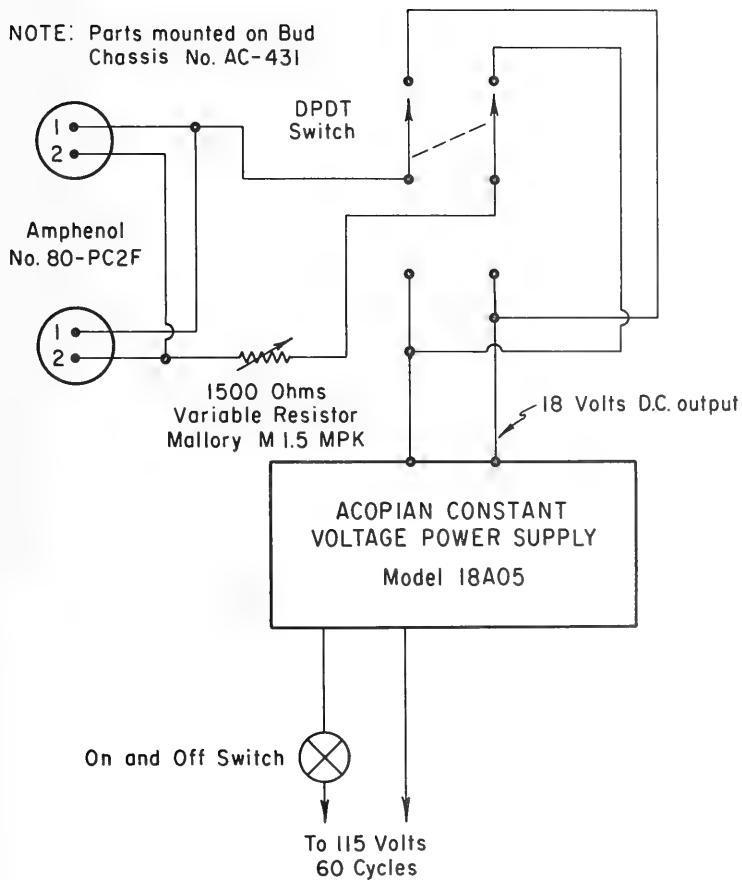 NOTE: Parts mounted on Bud
Chassis No. AC-431
1
2
DPDT
Switch
Amphenol
No. 80-PC2F
1
2
1500 Ohms
Variable Resistor
Mallory M 1.5 MPK
18 Volts D.C. output
ACOPIAN CONSTANT
VOLTAGE POWER SUPPLY
Model 18A05
On and Off Switch
To 115 Volts
60 Cycles